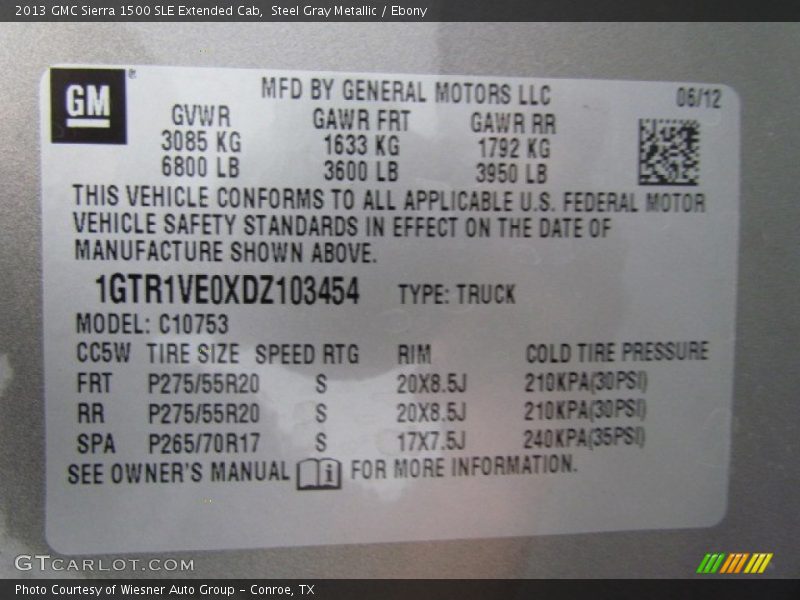 2013 GMC Sierra 1500 SLE Extended Cab,  Steel Gray Metallic / Ebony
GM
®
MFD BY GENERAL MOTORS LLC
06/12
GVWR GAWR FRT GAWR RR
3085 KG 1633 KG 1792 KG
6800 LB 3600 LB 3950 LB
THIS VEHICLE CONFORMS TO ALL APPLICABLE U.S. FEDERAL MOTOR
VEHICLE SAFETY STANDARDS IN EFFECT ON THE DATE OF
MANUFACTURE SHOWN ABOVE.
1GTR1VE0XDZ103454 TYPE: TRUCK
MODEL: C10753
CC5W TIRE SIZE SPEED RTG RIM COLD TIRE PRESSURE
FRT P275/55R20 S 20X8.5J 210KPA(30PSI)
RR P275/55R20 S 20X8.5J 210KPA(30PSI)
SPA P265/70R17 S 17X7.5J 240KPA(35PSI)
SEE OWNER'S MANUAL i FOR MORE INFORMATION.
GTCARLOT.COM
Photo Courtesy of Wiesner Auto Group - Conroe, TX